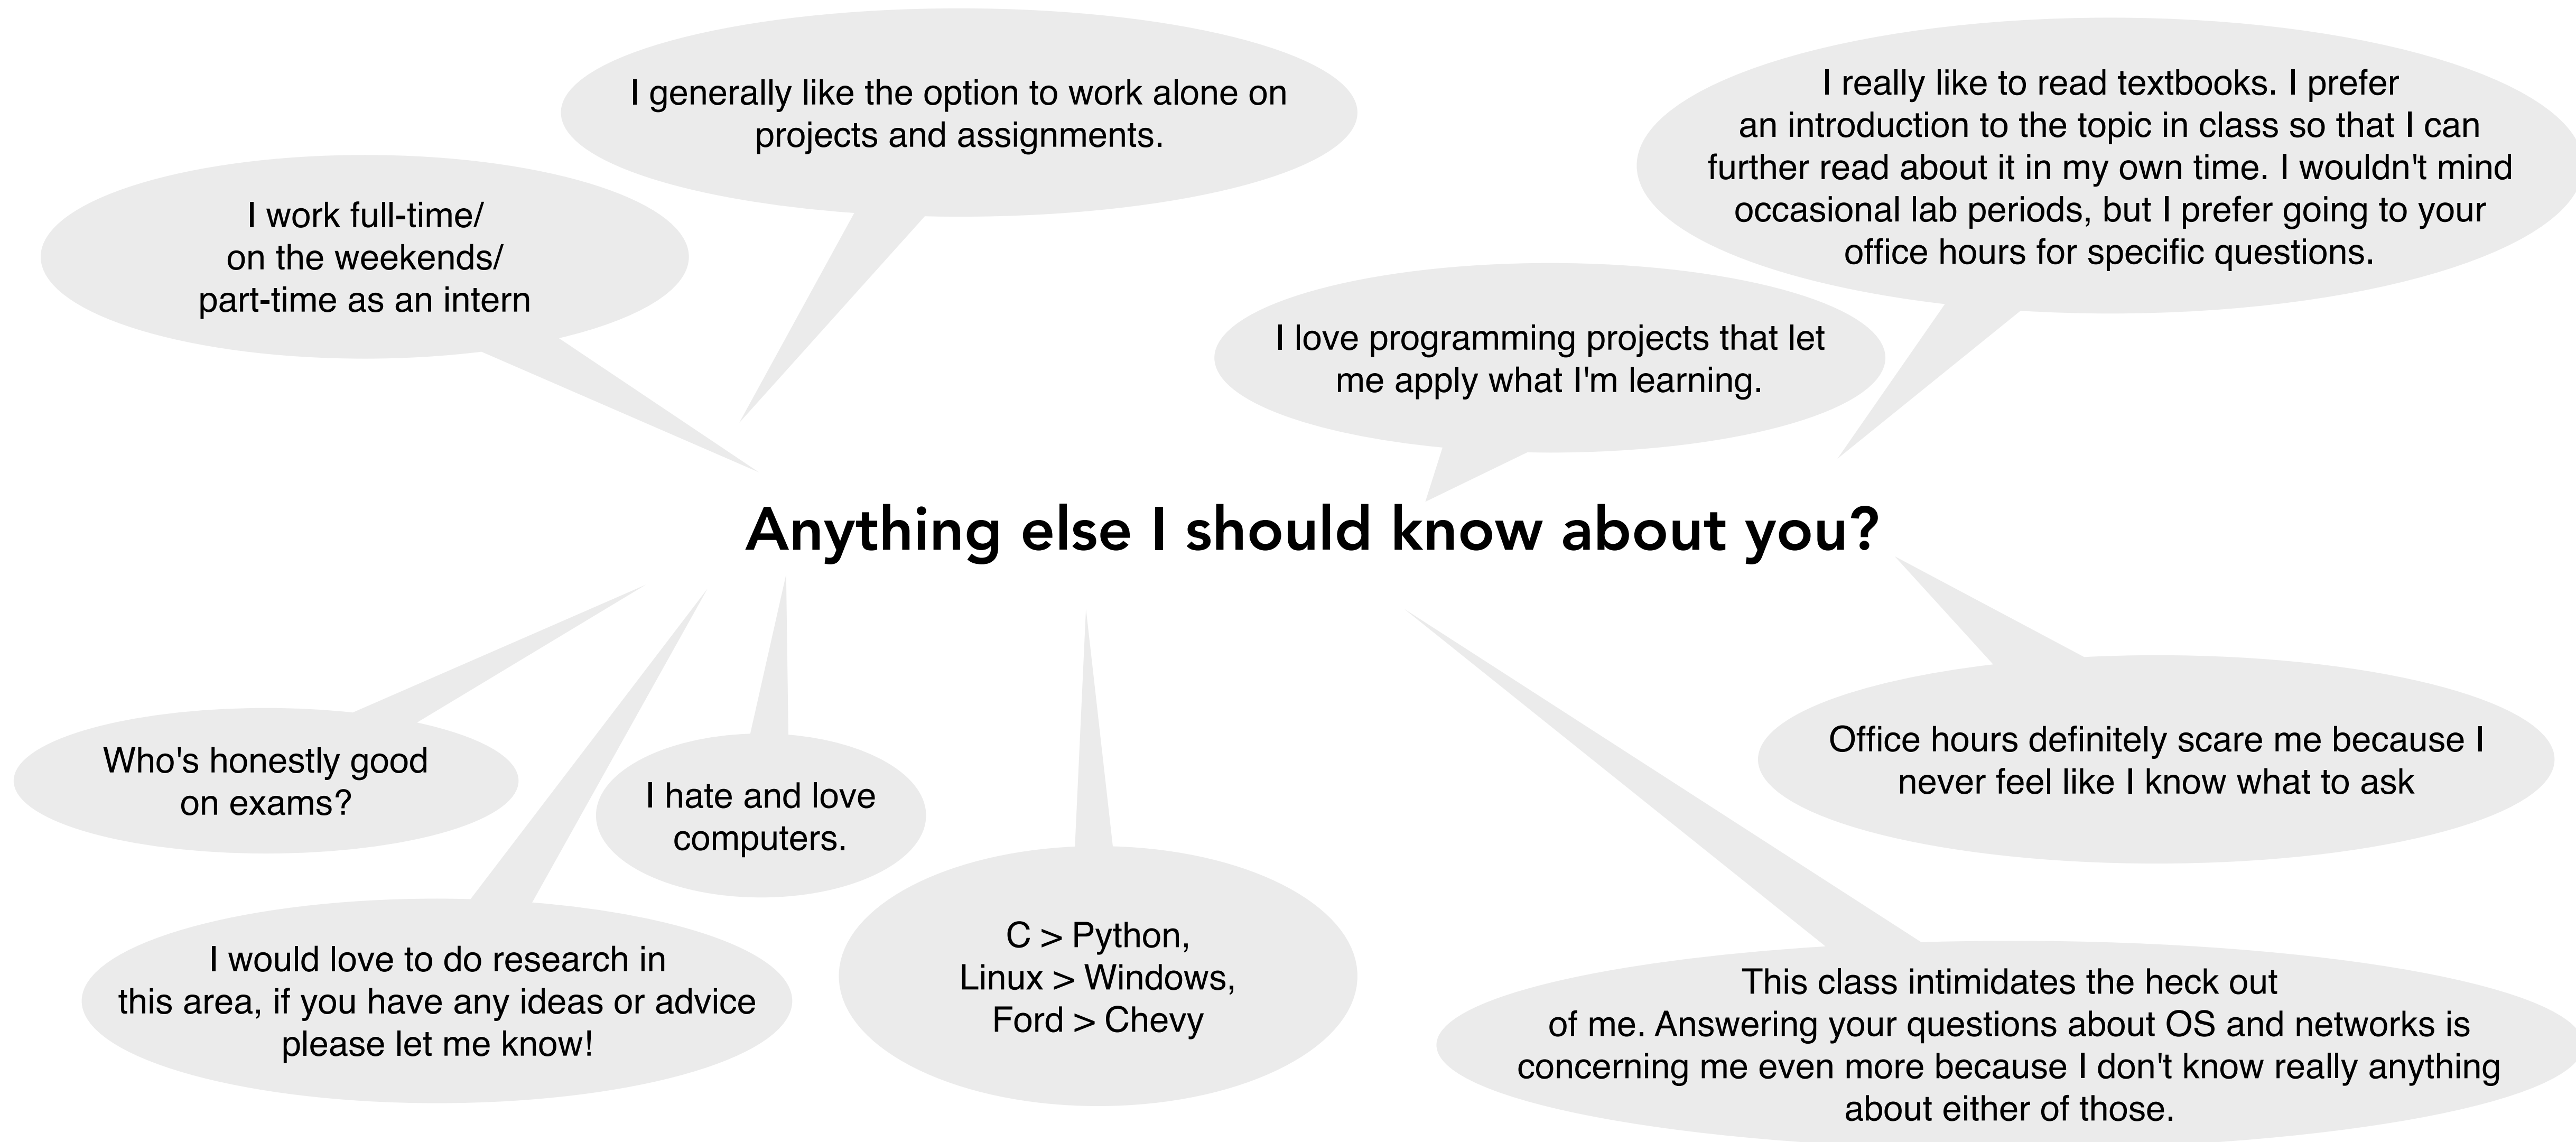 I generally like the option to work alone on
projects and assignments.
I really like to read textbooks. I prefer
an introduction to the topic in class so that I can
further read about it in my own time. I wouldn't mind
occasional lab periods, but I prefer going to your
office hours for specific questions.
I work full-time/
on the weekends/
part-time as an intern
I love programming projects that let
me apply what I'm learning.
Anything else I should know about you?
Who's honestly good
on exams?
I hate and love
computers.
Office hours definitely scare me because I
never feel like I know what to ask
I would love to do research in
this area, if you have any ideas or advice
please let me know!
C > Python,
Linux > Windows,
Ford > Chevy
This class intimidates the heck out
of me. Answering your questions about OS and networks is
concerning me even more because I don't know really anything
about either of those.